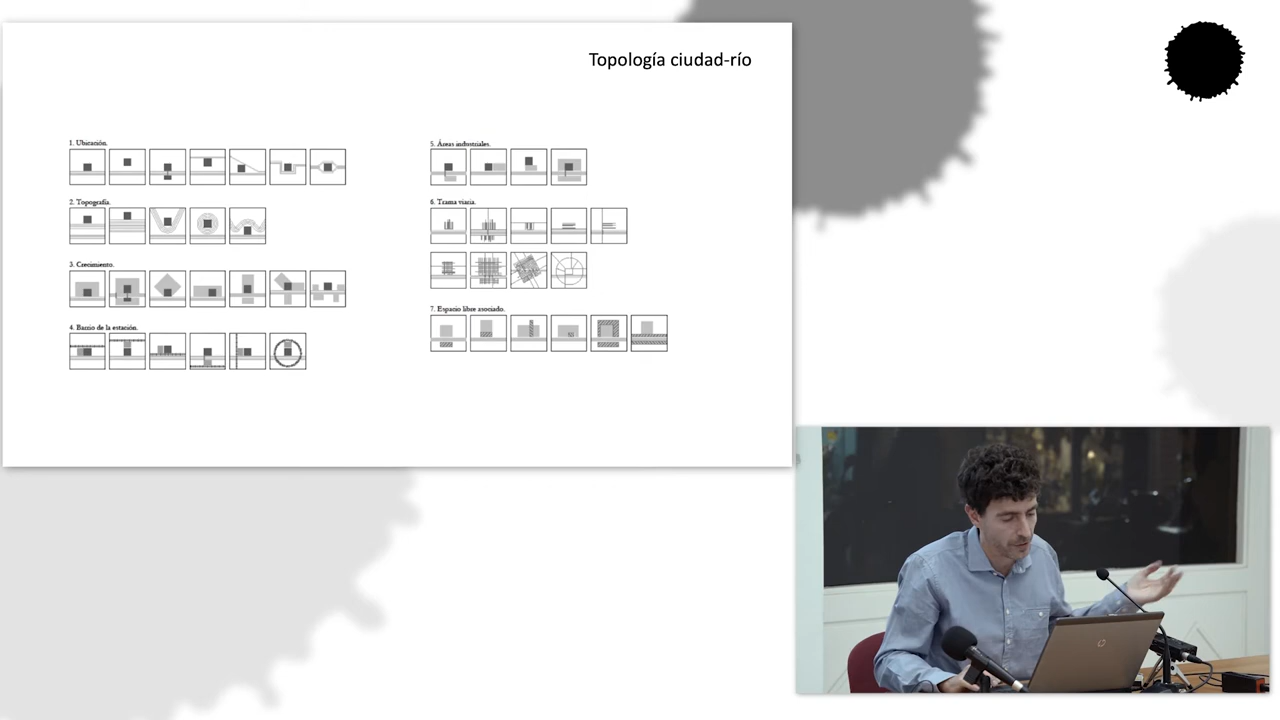 Topología ciudad-río
1. Ubicación.
2. Topografía.
3. Crecimiento.
4. Barrio de la estación.
5. Áreas industriales.
6. Trama viaria.
7. Espacio libre asociado.
hp